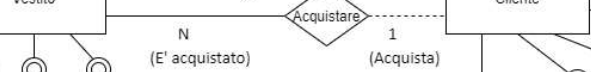 Vestito
Cliente
Acquistare
N
1
(E' acquistato)
(Acquista)